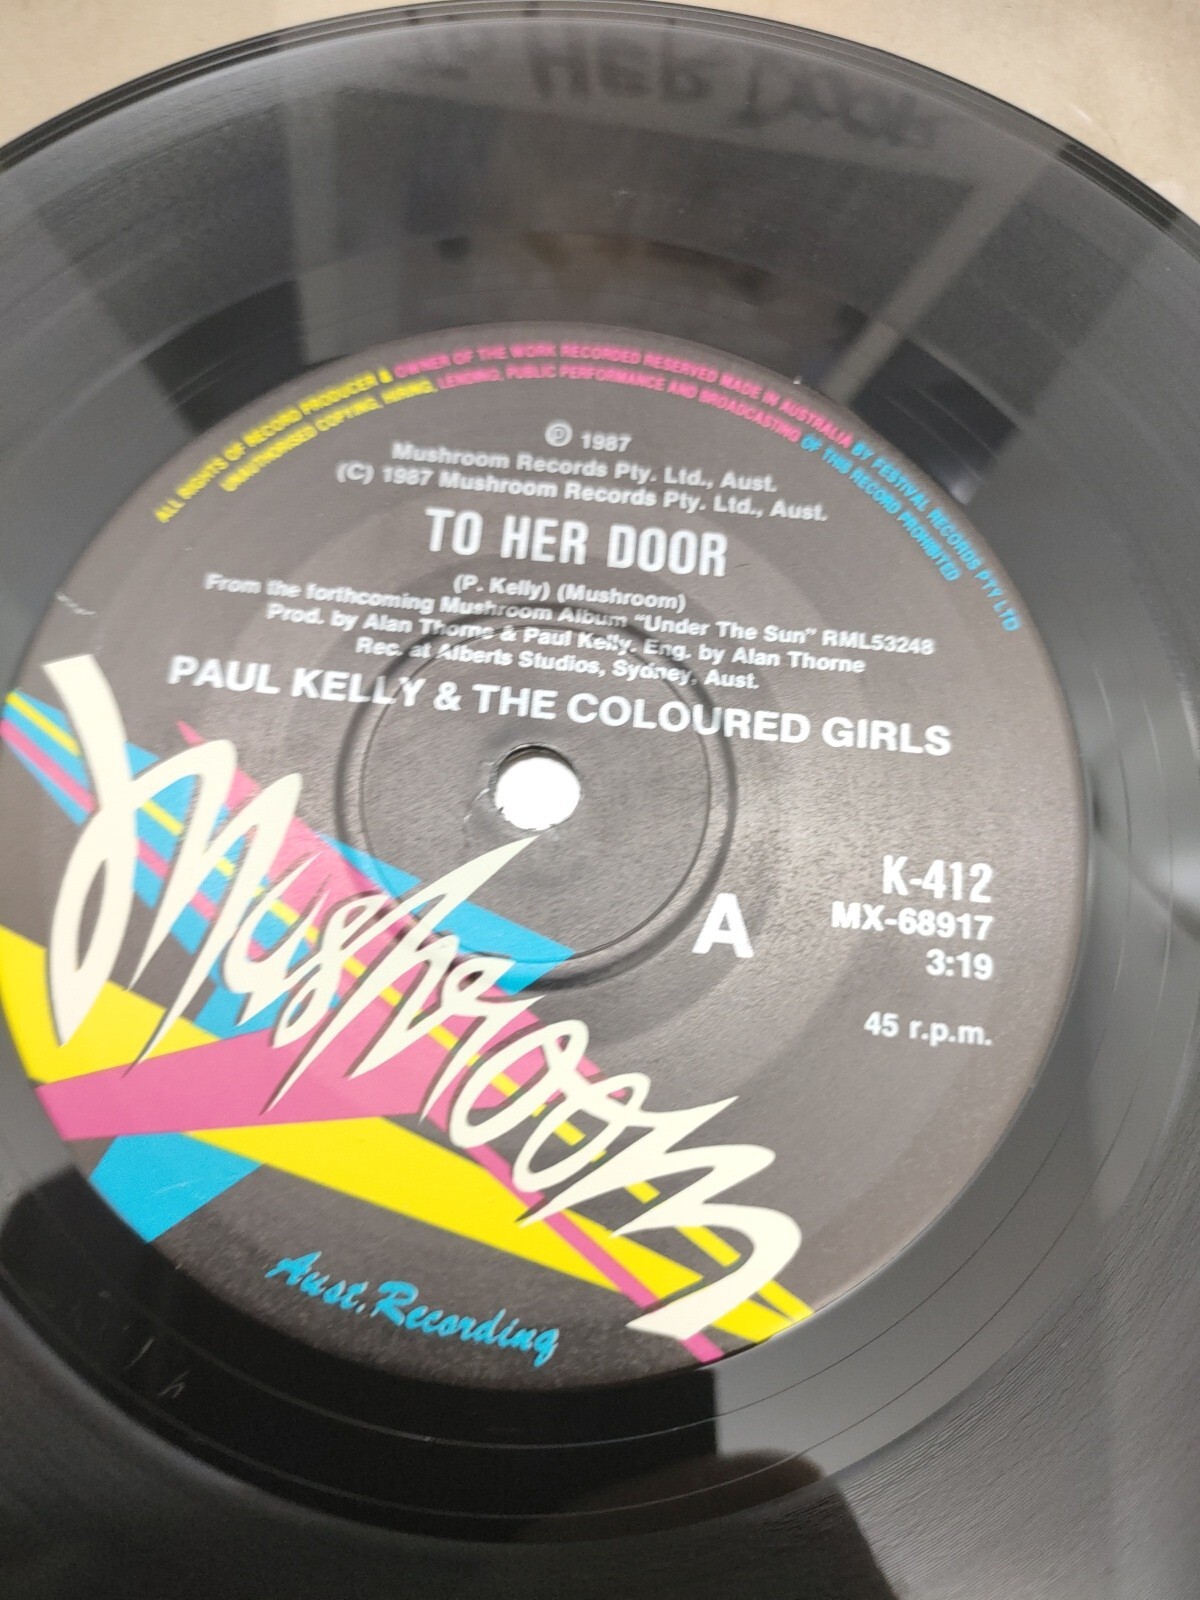 ALL RIGHTS OF RECORD PRODUCER & OWNER OF THE WORK RECORDED RESERVED MADE IN AUSTRALIA BY FESTIVAL RECORDS PTY LTD
UNAUTHORISED COPYING, HIRING, LENDING, PUBLIC PERFORMANCE AND BROADCASTING OF THIS RECORD PROHIBITED
℗ 1987
Mushroom Records Pty. Ltd., Aust.
(C) 1987 Mushroom Records Pty. Ltd., Aust.
TO HER DOOR
(P. Kelly) (Mushroom)
From the forthcoming Mushroom Album "Under The Sun" RML53248
Prod. by Alan Thorne & Paul Kelly. Eng. by Alan Thorne
Rec. at Alberts Studios, Sydney, Aust.
PAUL KELLY & THE COLOURED GIRLS
K-412
MX-68917
A
3:19
45 r.p.m.
Mushroom
Aust. Recording